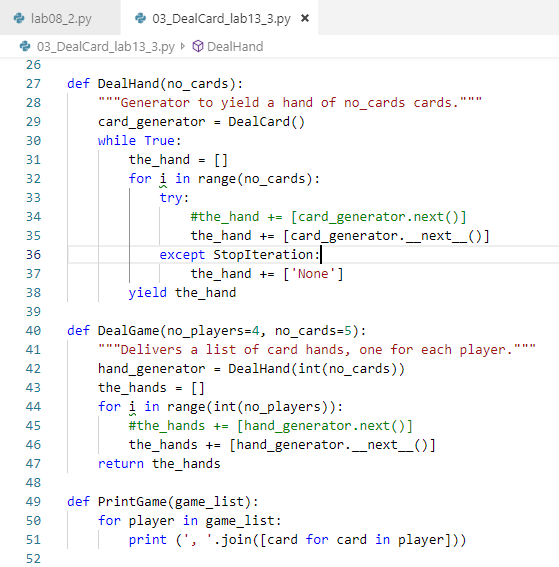 lab08_2.py 03_DealCard_lab13_3.py ×
03_DealCard_lab13_3.py DealHand
26
27 def DealHand(no_cards):
28 """Generator to yield a hand of no_cards cards."""
29 card_generator = DealCard()
30 while True:
31 the_hand = []
32 for i in range(no_cards):
33 try:
34 #the_hand += [card_generator.next()]
35 the_hand += [card_generator.__next__()]
36 except StopIteration:
37 the_hand += ['None']
38 yield the_hand
39
40 def DealGame(no_players=4, no_cards=5):
41 """Delivers a list of card hands, one for each player."""
42 hand_generator = DealHand(int(no_cards))
43 the_hands = []
44 for i in range(int(no_players)):
45 #the_hands += [hand_generator.next()]
46 the_hands += [hand_generator.__next__()]
47 return the_hands
48
49 def PrintGame(game_list):
50 for player in game_list:
51 print (', '.join([card for card in player]))
52